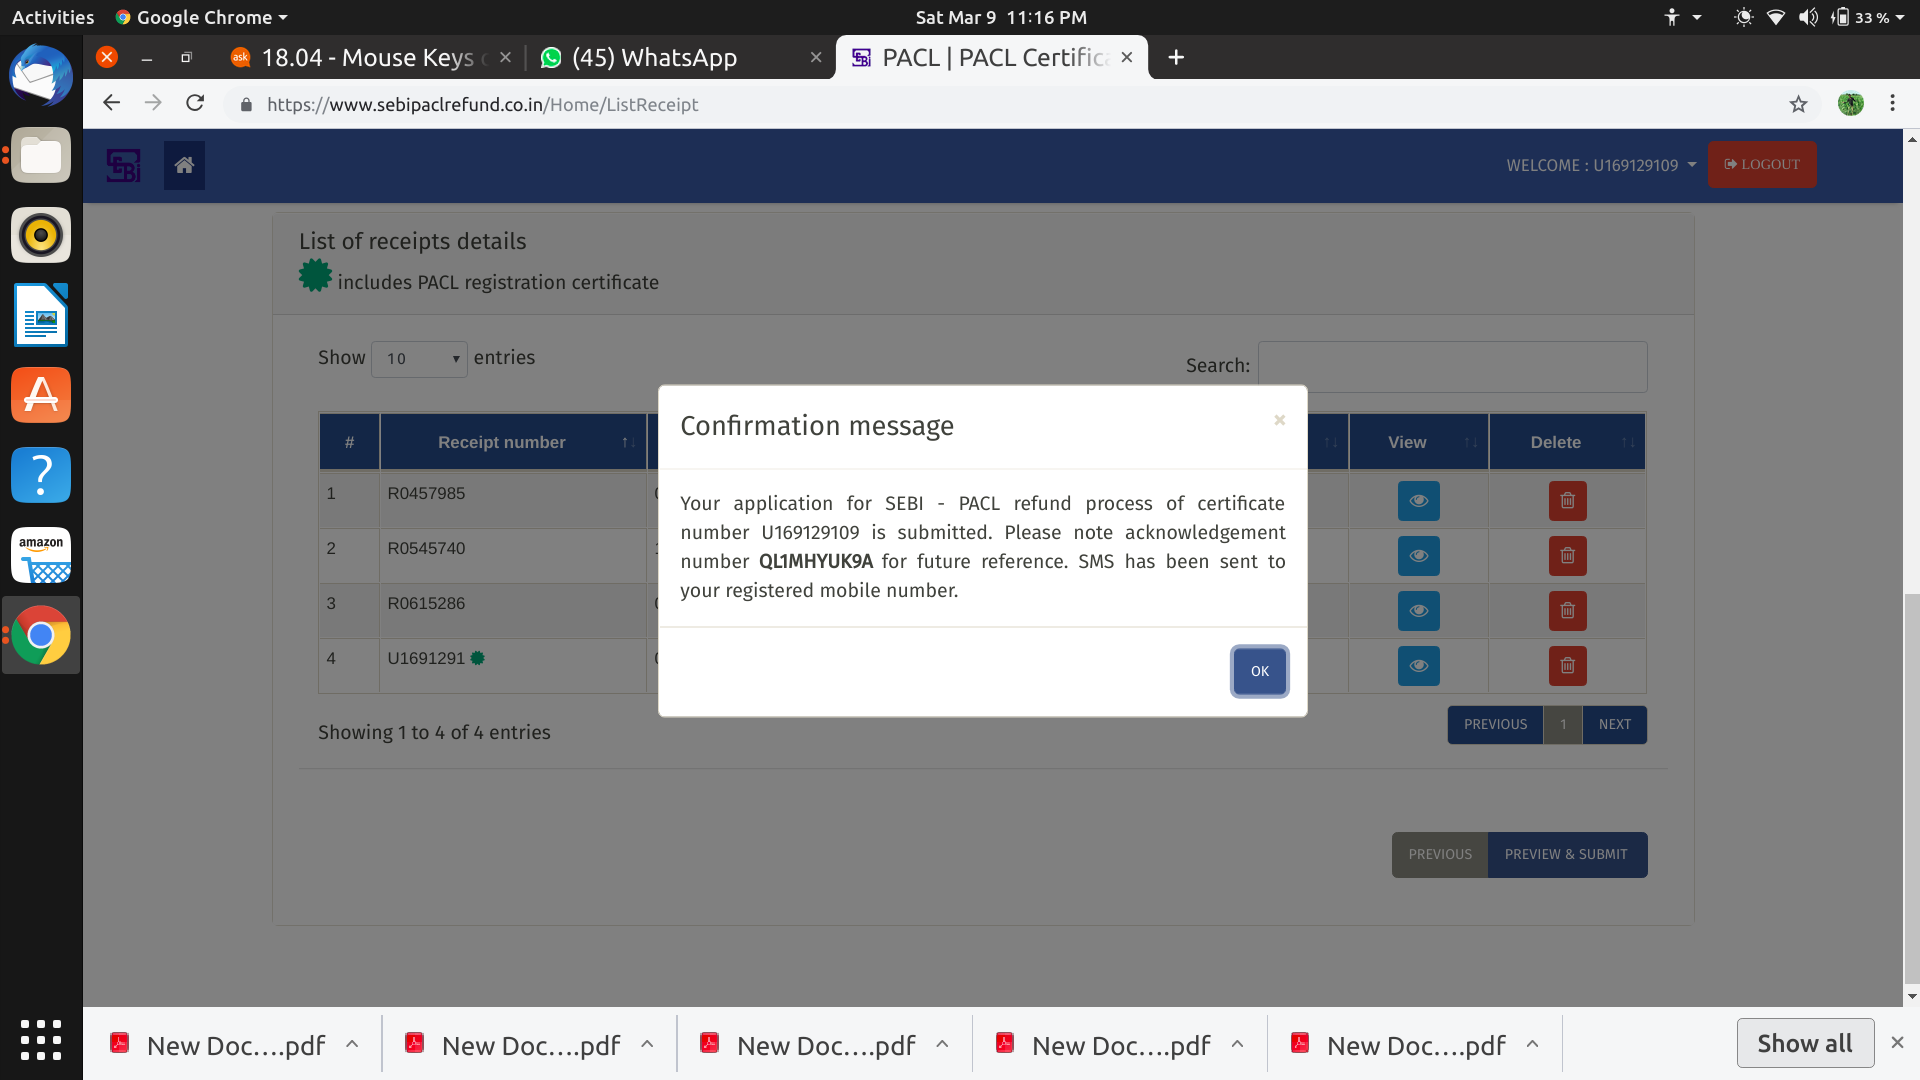 Activities Google Chrome Sat Mar 9 11:16 PM 33 %
18.04 - Mouse Keys (45) WhatsApp PACL | PACL Certifica
https://www.sebipaclrefund.co.in/Home/ListReceipt
SEBI WELCOME : U169129109 LOGOUT
List of receipts details
includes PACL registration certificate
Show 10 entries Search:
# Receipt number View Delete
1 R0457985
2 R0545740
3 R0615286
4 U1691291
Confirmation message
Your application for SEBI - PACL refund process of certificate
number U169129109 is submitted. Please note acknowledgement
number QL1MHYUK9A for future reference. SMS has been sent to
your registered mobile number.
OK
Showing 1 to 4 of 4 entries PREVIOUS 1 NEXT
PREVIOUS PREVIEW & SUBMIT
amazon
New Doc....pdf New Doc....pdf New Doc....pdf New Doc....pdf New Doc....pdf Show all